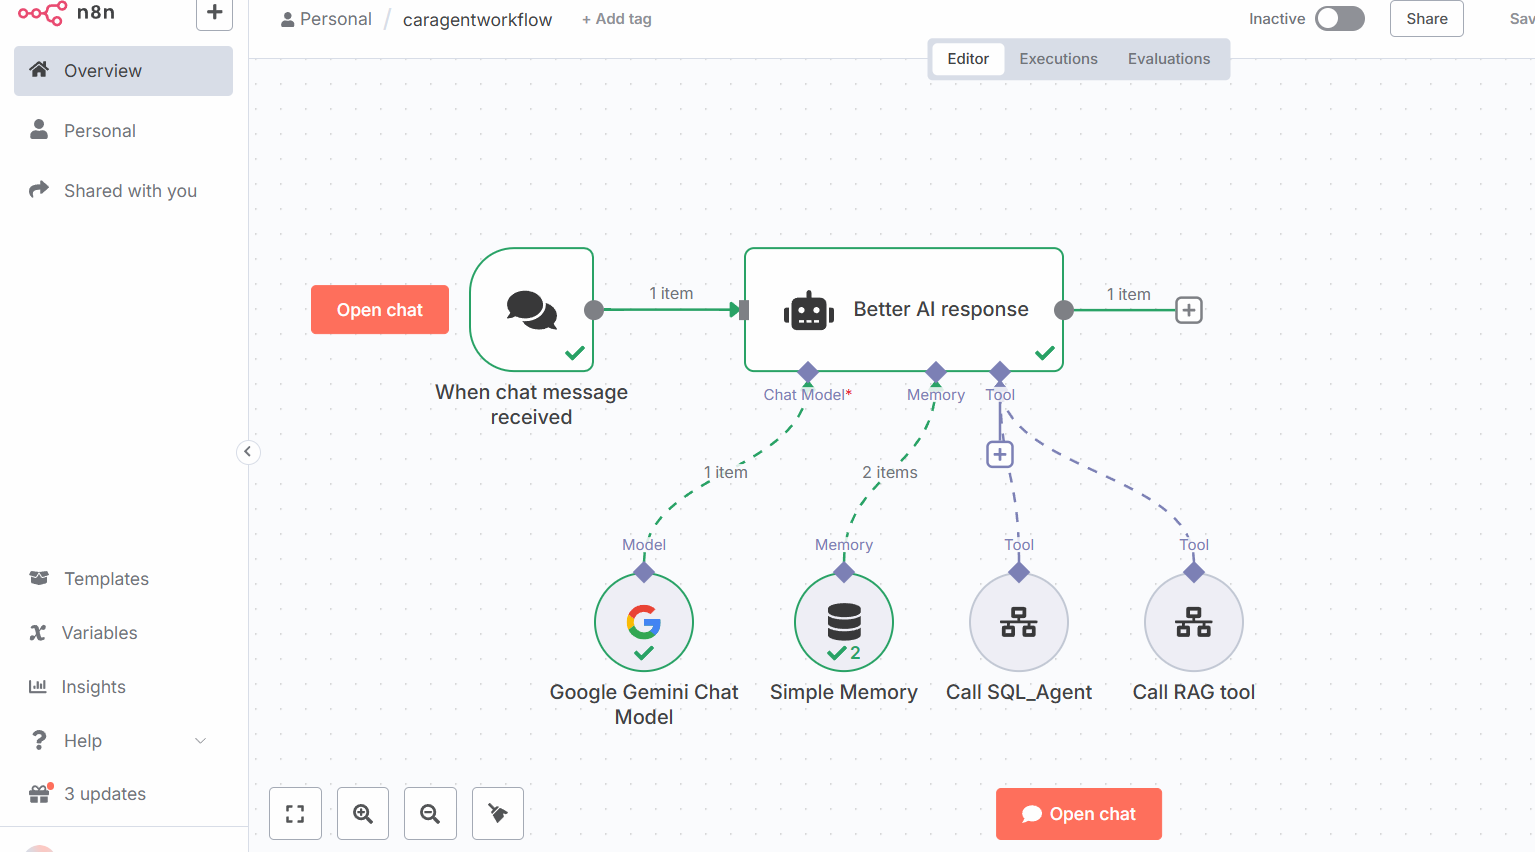 n8n
+
Personal / caragentworkflow + Add tag
Inactive
Share
Editor Executions Evaluations
Overview
Personal
Shared with you
Open chat
1 item
Better AI response
1 item
When chat message
received
Chat Model*
Memory
Tool
1 item
2 items
Model
Memory
Tool
Tool
2
Google Gemini Chat
Model
Simple Memory
Call SQL_Agent
Call RAG tool
Templates
Variables
Insights
Help
3 updates
Open chat